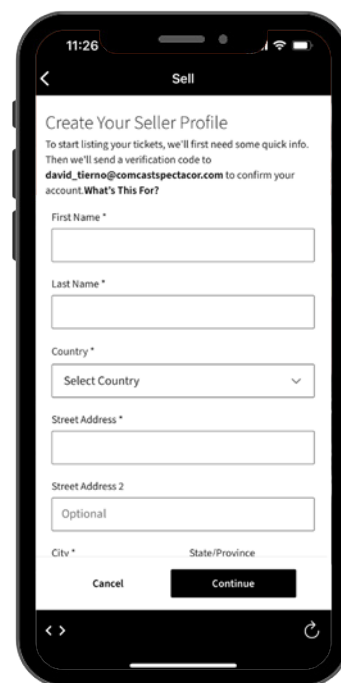 11:26
Sell
Create Your Seller Profile
To start listing your tickets, we'll first need some quick info.
Then we'll send a verification code to
david_tierno@comcastspectacor.com to confirm your
account.What's This For?
First Name *
Last Name *
Country *
Select Country
Street Address *
Street Address 2
Optional
City * State/Province
Cancel Continue